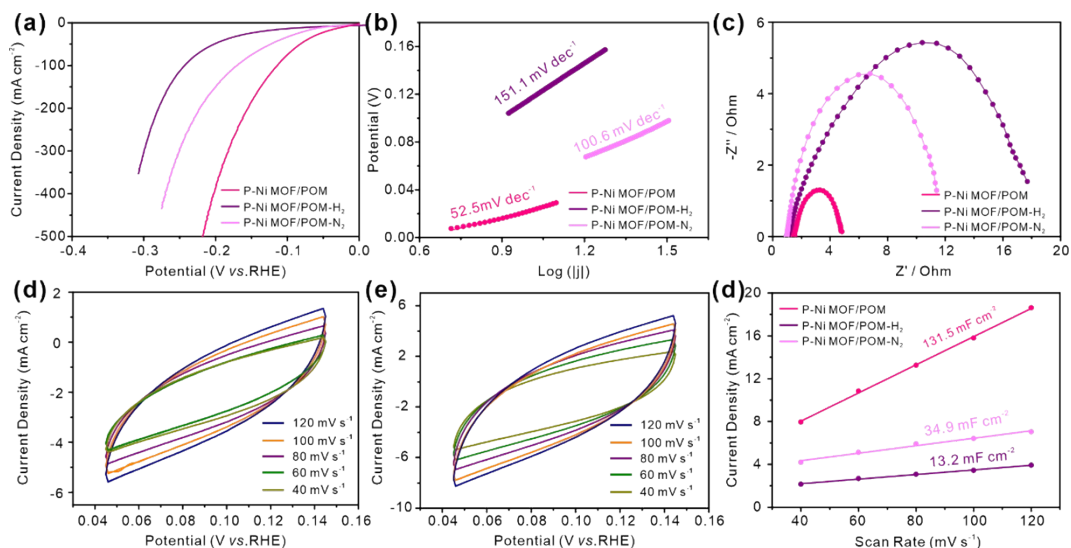 (a)
0
-100
-200
-300
-400
-500
-0.4
-0.3
-0.2
-0.1
0.0
Current Density (mA cm⁻²)
Potential (V vs.RHE)
P-Ni MOF/POM
P-Ni MOF/POM-H₂
P-Ni MOF/POM-N₂
(b)
0.16
0.12
0.08
0.04
0.00
0.6
0.9
1.2
1.5
Potential (V)
Log (|j|)
151.1 mV dec⁻¹
100.6 mV dec⁻¹
52.5mV dec⁻¹
P-Ni MOF/POM
P-Ni MOF/POM-H₂
P-Ni MOF/POM-N₂
(c)
6
4
2
0
0
4
8
12
16
20
-Z'' / Ohm
Z' / Ohm
P-Ni MOF/POM
P-Ni MOF/POM-H₂
P-Ni MOF/POM-N₂
(d)
2
0
-2
-4
-6
0.04
0.06
0.08
0.10
0.12
0.14
0.16
Current Density (mA cm⁻²)
Potential (V vs.RHE)
120 mV s⁻¹
100 mV s⁻¹
80 mV s⁻¹
60 mV s⁻¹
40 mV s⁻¹
(e)
6
2
-2
-6
-10
0.04
0.06
0.08
0.10
0.12
0.14
0.16
Current Density (mA cm⁻²)
Potential (V vs.RHE)
120 mV s⁻¹
100 mV s⁻¹
80 mV s⁻¹
60 mV s⁻¹
40 mV s⁻¹
(d)
20
16
12
8
4
0
40
60
80
100
120
Current Density (mA cm⁻²)
Scan Rate (mV s⁻¹)
P-Ni MOF/POM
P-Ni MOF/POM-H₂
P-Ni MOF/POM-N₂
131.5 mF cm⁻²
34.9 mF cm⁻²
13.2 mF cm⁻²